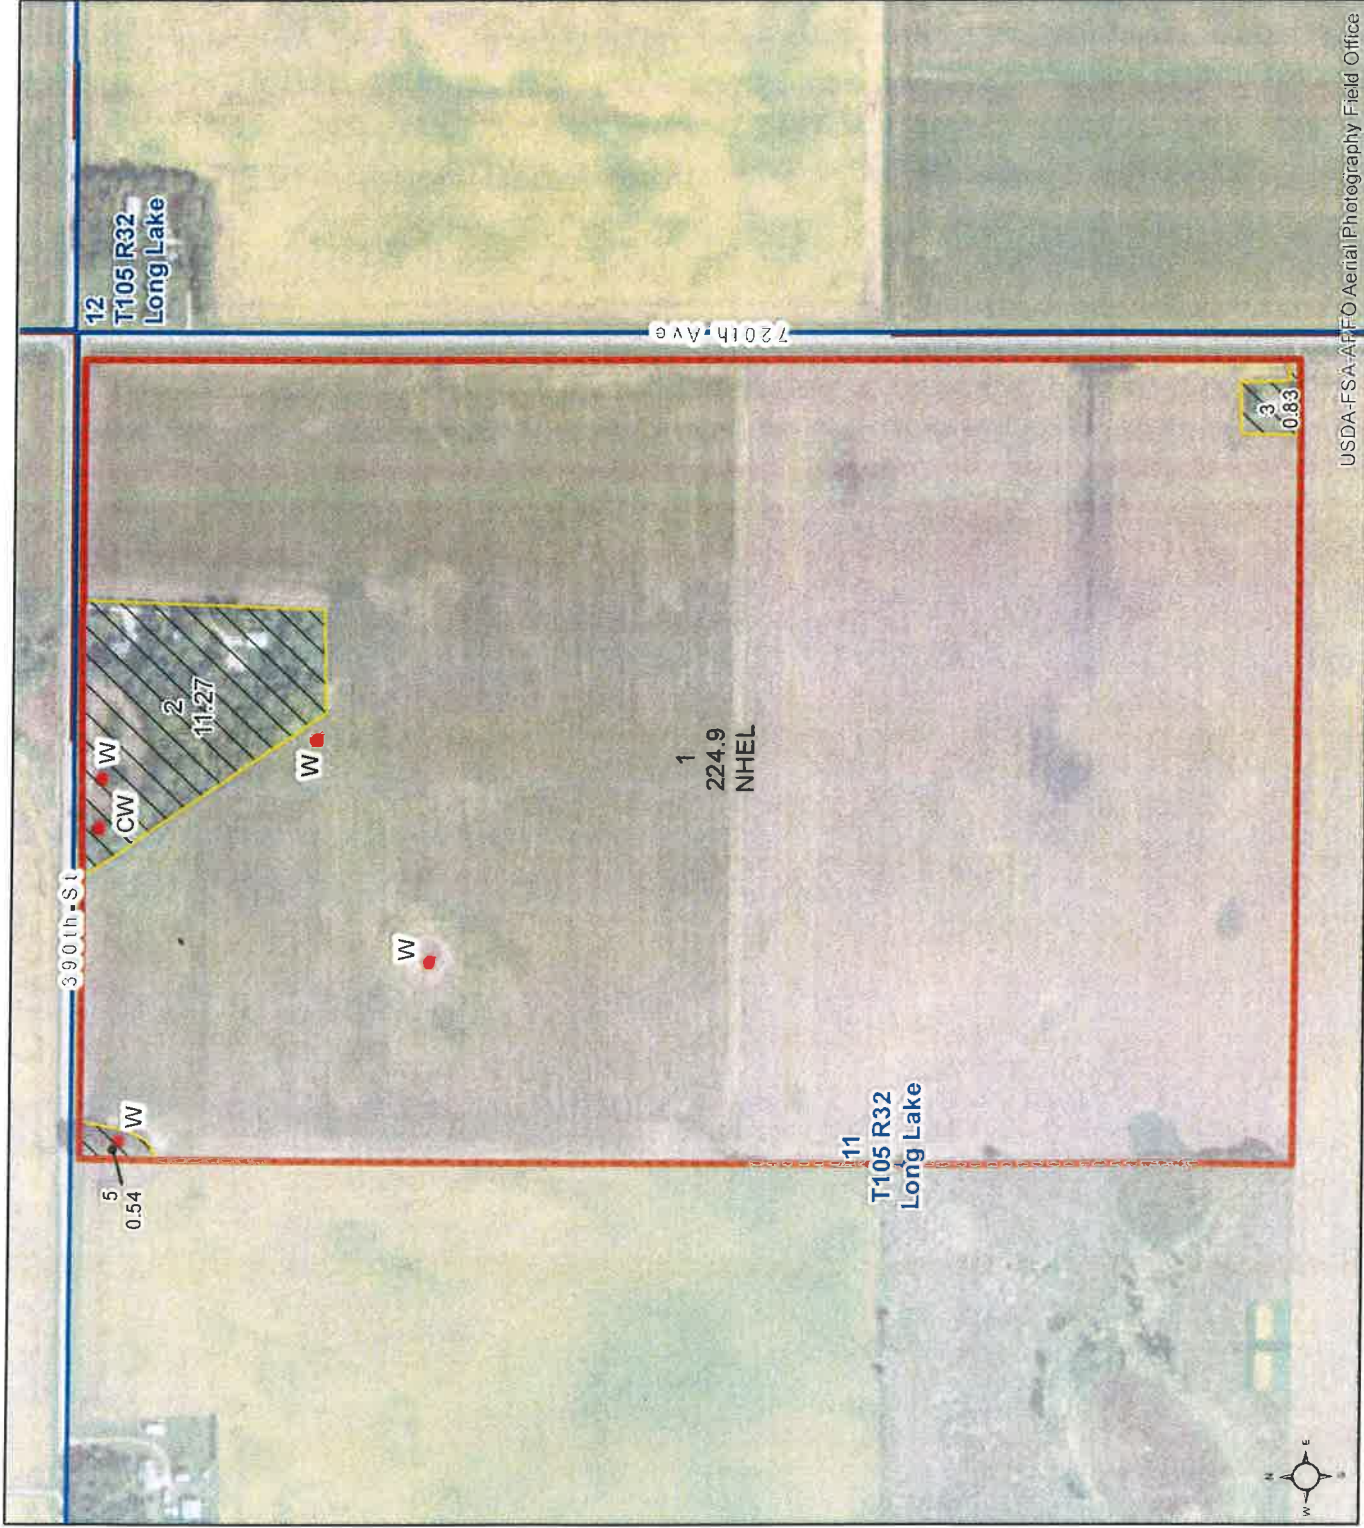 390th-St
12
T105 R32
Long Lake
720th Ave
2
11.27
W
CW
W
W
W
5
0.54
1
224.9
NHEL
11
T105 R32
Long Lake
3
0.83
N
W
E
S
USDA-FSA-APFO Aerial Photography Field Office